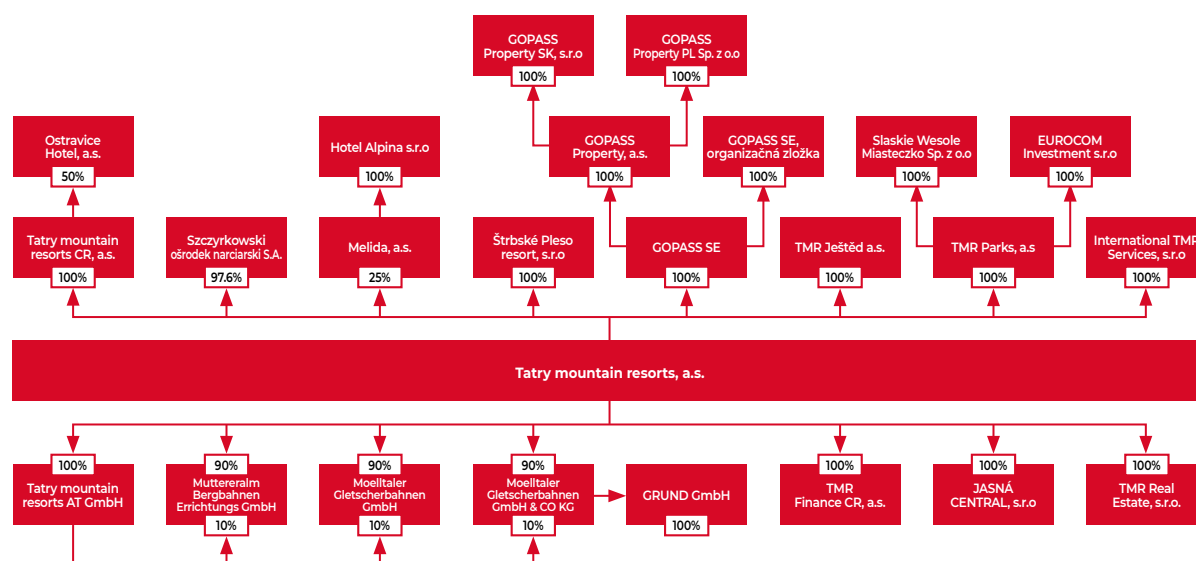 GOPASS
Property SK, s.r.o
100%
GOPASS
Property PL Sp. z o.o
100%
Ostravice
Hotel, a.s.
50%
Hotel Alpina s.r.o
100%
GOPASS
Property, a.s.
100%
GOPASS SE,
organizačná zložka
100%
Slaskie Wesole
Miasteczko Sp. z o.o
100%
EUROCOM
Investment s.r.o
100%
Tatry mountain
resorts CR, a.s.
100%
Szczyrkowski
ośrodek narciarski S.A.
97.6%
Melida, a.s.
25%
Štrbské Pleso
resort, s.r.o
100%
GOPASS SE
100%
TMR Ještěd a.s.
100%
TMR Parks, a.s
100%
International TMR
Services, s.r.o
100%
Tatry mountain resorts, a.s.
100%
Tatry mountain
resorts AT GmbH
90%
Muttereralm
Bergbahnen
Errichtungs GmbH
10%
90%
Moelltaler
Gletscherbahnen
GmbH
10%
90%
Moelltaler
Gletscherbahnen
GmbH & CO KG
10%
GRUND GmbH
100%
100%
TMR
Finance CR, a.s.
100%
JASNÁ
CENTRAL, s.r.o
100%
TMR Real
Estate, s.r.o.